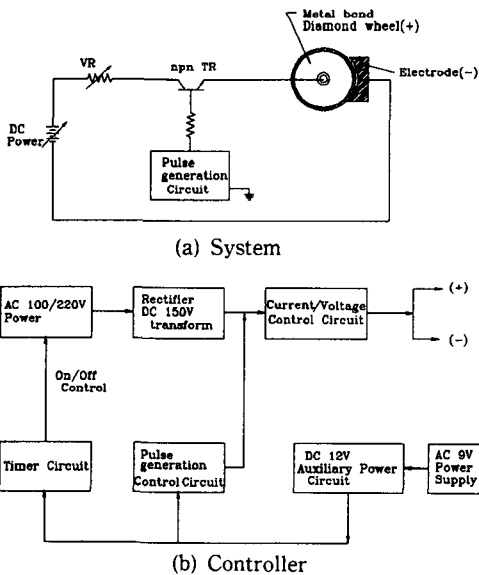 Metal bond
Diamond wheel(+)
VR
npn TR
Electrode(-)
DC
Power
Pulse
generation
Circuit
(a) System
AC 100/220V
Power
Rectifier
DC 150V
transform
Current/Voltage
Control Circuit
(+)
(-)
On/Off
Control
Timer Circuit
Pulse
generation
Control Circuit
DC 12V
Auxiliary Power
Circuit
AC 9V
Power
Supply
(b) Controller